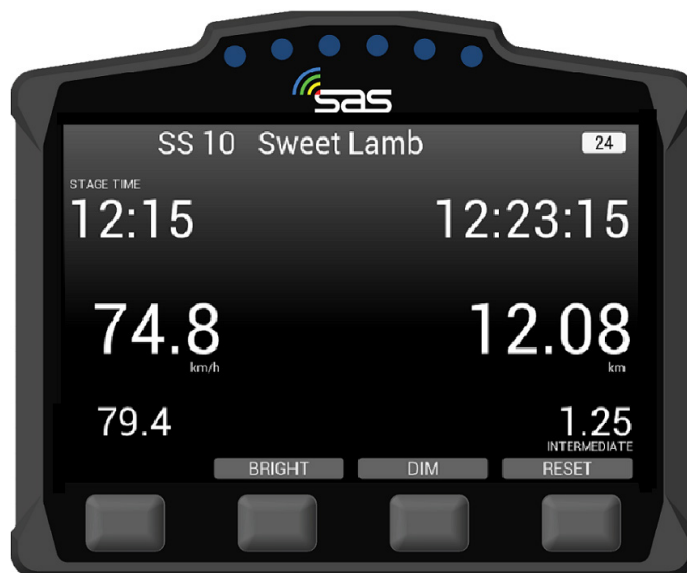 sas
SS 10 Sweet Lamb 24
STAGE TIME
12:15 12:23:15
74.8 12.08
km/h km
79.4 1.25
INTERMEDIATE
BRIGHT DIM RESET